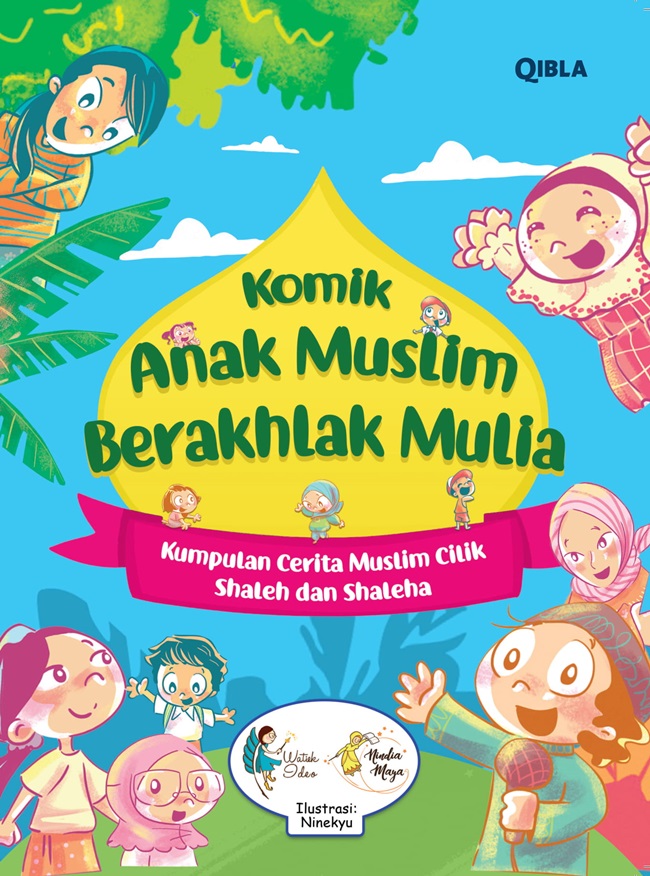 QIBLA
Komik
Anak Muslim
Berakhlak Mulia
Kumpulan Cerita Muslim Cilik
Shaleh dan Shaleha
Watiek
Ideo
Nindia
Maya
Ilustrasi:
Ninekyu